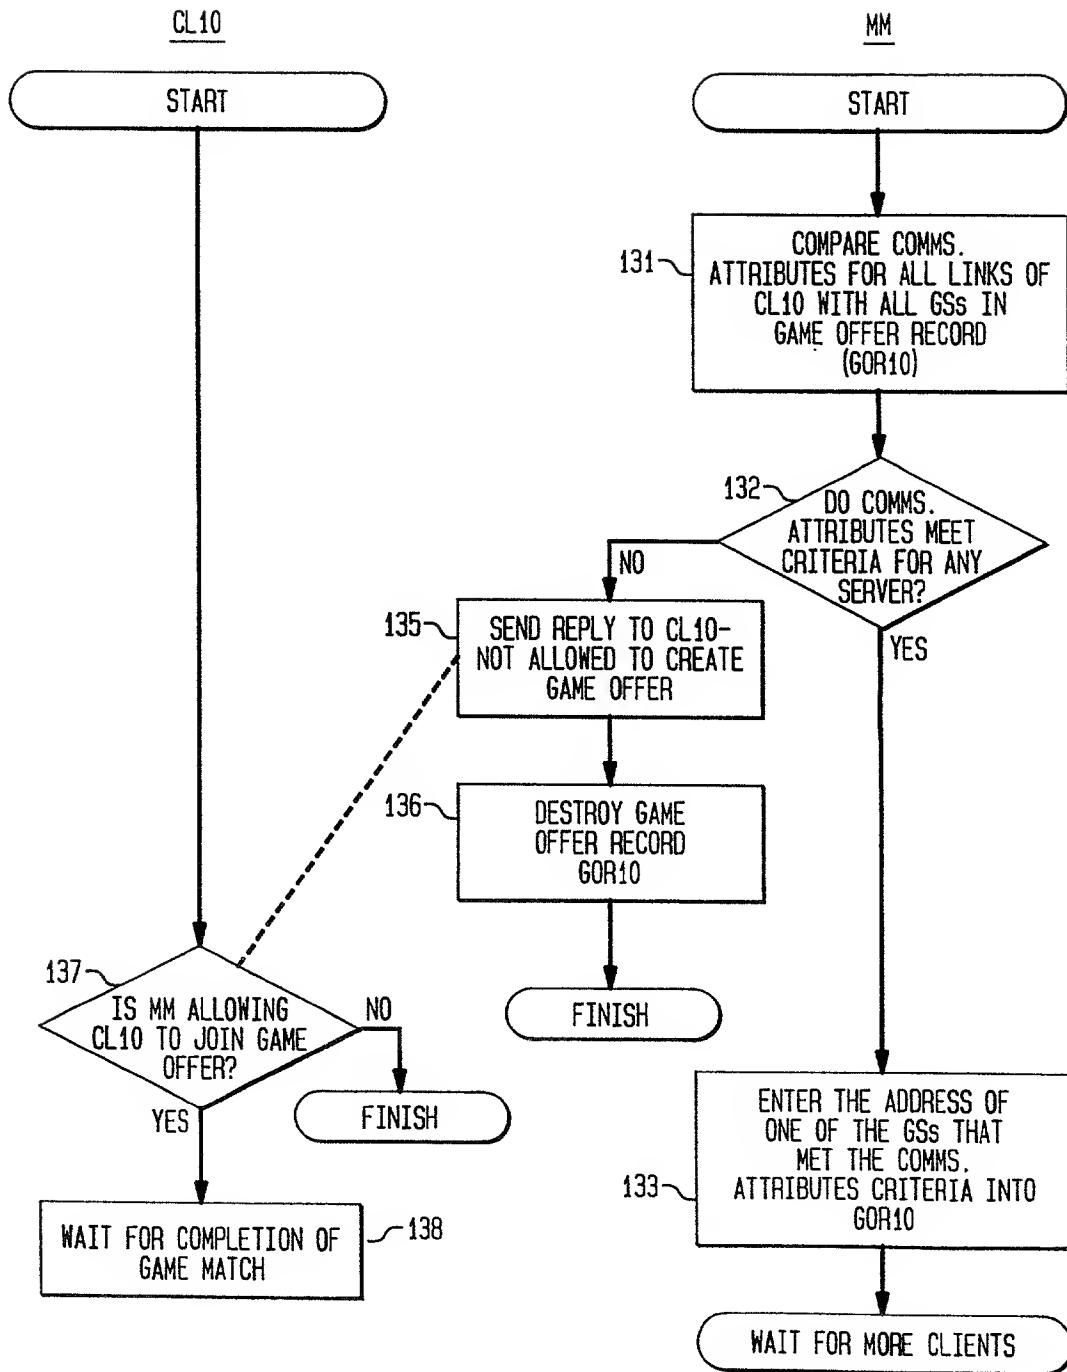 CL10
START
MM
START
131
COMPARE COMMS.
ATTRIBUTES FOR ALL LINKS OF
CL10 WITH ALL GSs IN
GAME OFFER RECORD
(GOR10)
132
DO COMMS.
ATTRIBUTES MEET
CRITERIA FOR ANY
SERVER?
NO
YES
135
SEND REPLY TO CL10-
NOT ALLOWED TO CREATE
GAME OFFER
136
DESTROY GAME
OFFER RECORD
GOR10
FINISH
137
IS MM ALLOWING
CL10 TO JOIN GAME
OFFER?
NO
YES
FINISH
WAIT FOR COMPLETION OF
GAME MATCH
138
133
ENTER THE ADDRESS OF
ONE OF THE GSs THAT
MET THE COMMS.
ATTRIBUTES CRITERIA INTO
GOR10
WAIT FOR MORE CLIENTS